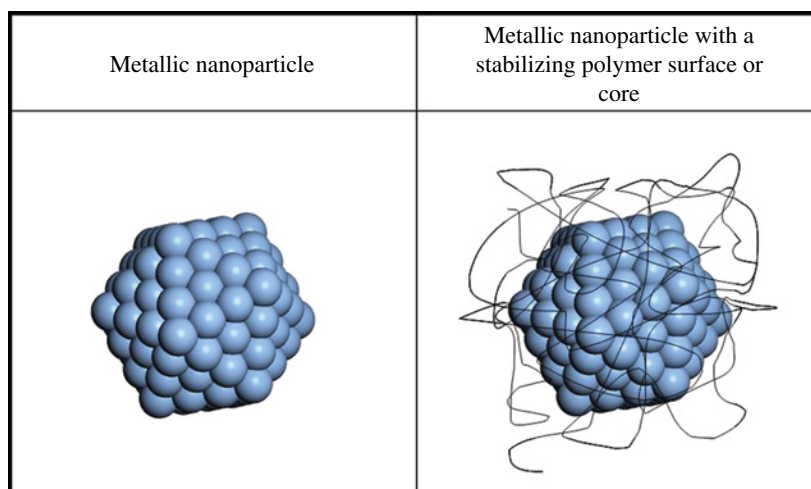 Metallic nanoparticle
Metallic nanoparticle with a
stabilizing polymer surface or
core